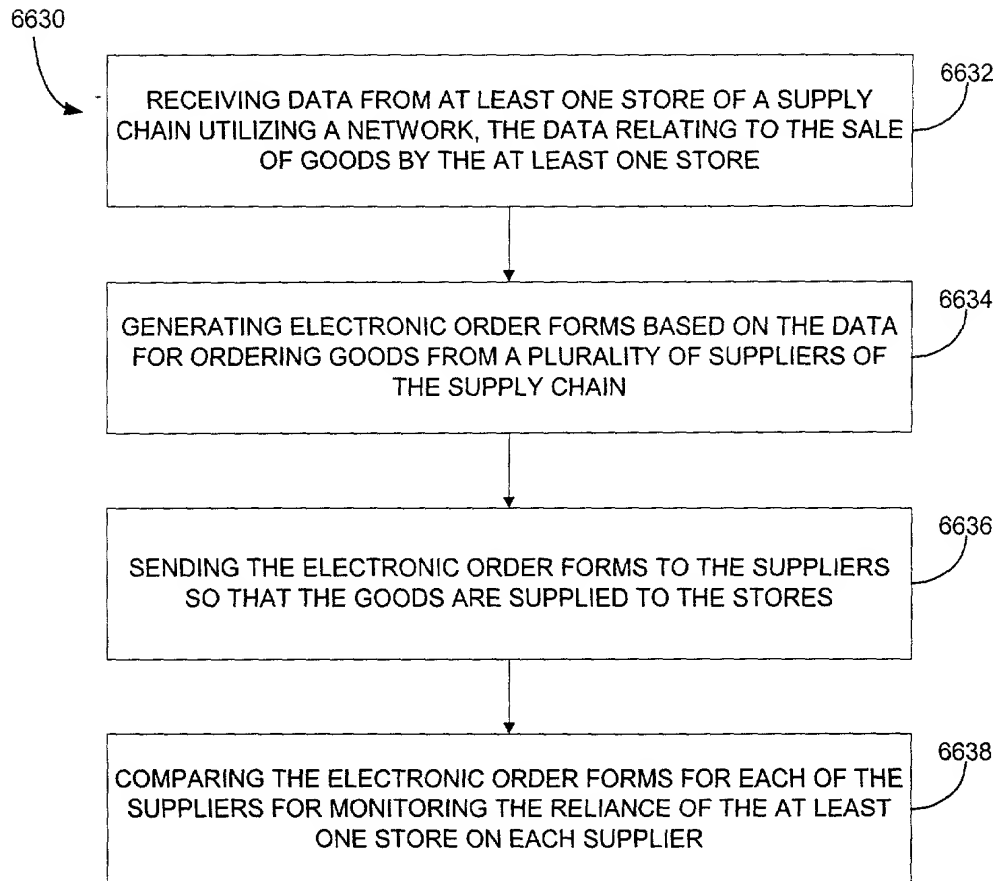 6630
6632
RECEIVING DATA FROM AT LEAST ONE STORE OF A SUPPLY
CHAIN UTILIZING A NETWORK, THE DATA RELATING TO THE SALE
OF GOODS BY THE AT LEAST ONE STORE
6634
GENERATING ELECTRONIC ORDER FORMS BASED ON THE DATA
FOR ORDERING GOODS FROM A PLURALITY OF SUPPLIERS OF
THE SUPPLY CHAIN
6636
SENDING THE ELECTRONIC ORDER FORMS TO THE SUPPLIERS
SO THAT THE GOODS ARE SUPPLIED TO THE STORES
6638
COMPARING THE ELECTRONIC ORDER FORMS FOR EACH OF THE
SUPPLIERS FOR MONITORING THE RELIANCE OF THE AT LEAST
ONE STORE ON EACH SUPPLIER